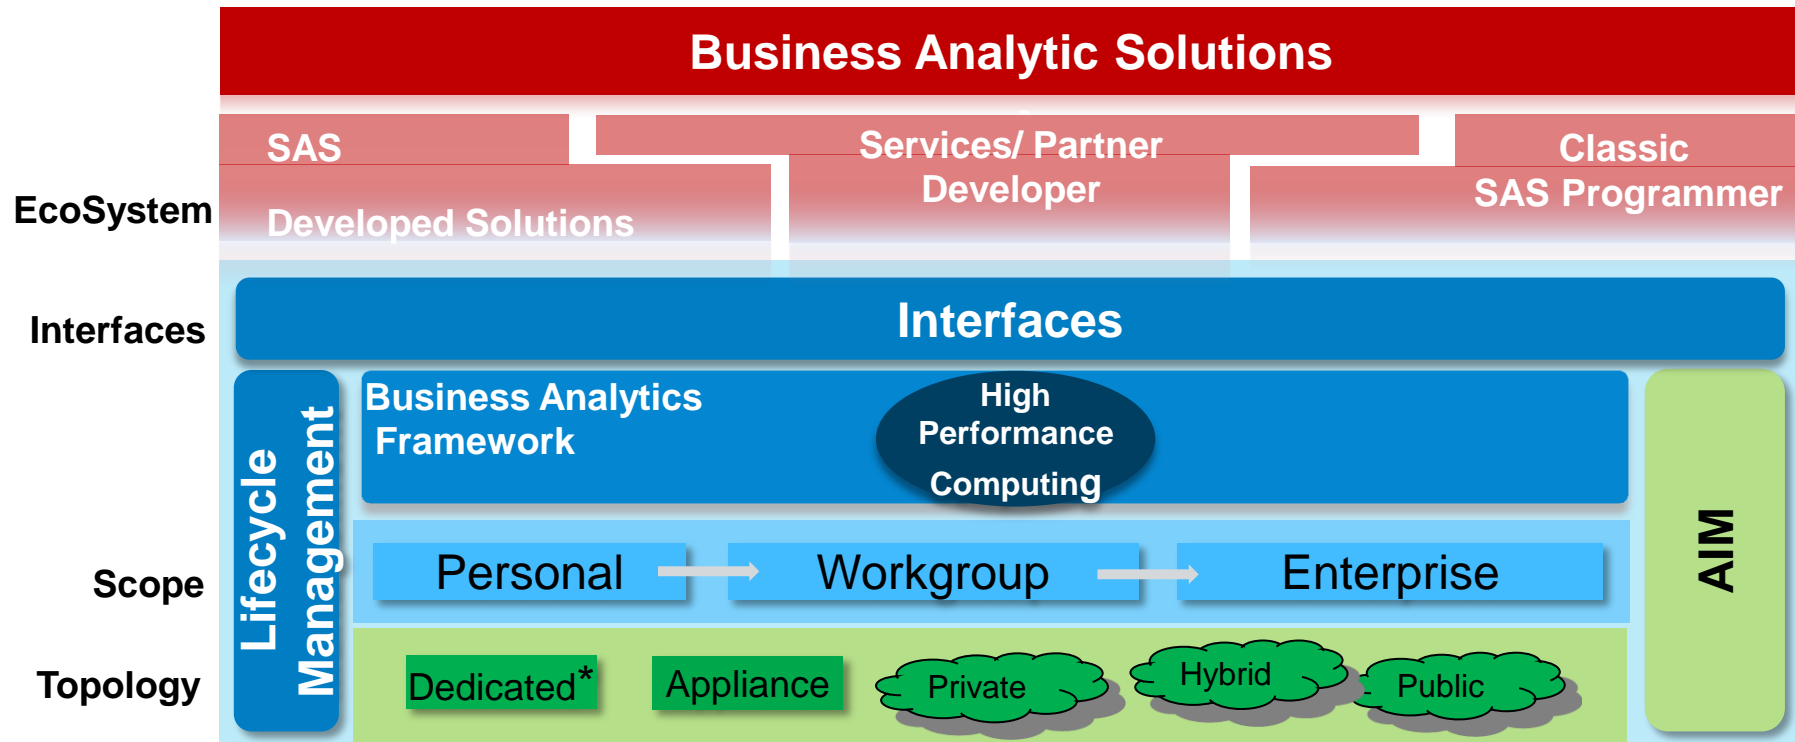 Business Analytic Solutions
SAS
Developed Solutions
Services/ Partner
Developer
Classic
SAS Programmer
EcoSystem
Interfaces
Interfaces
Lifecycle
Management
Business Analytics
Framework
High
Performance
Computing
AIM
Scope
Personal
Workgroup
Enterprise
Topology
Dedicated*
Appliance
Private
Hybrid
Public